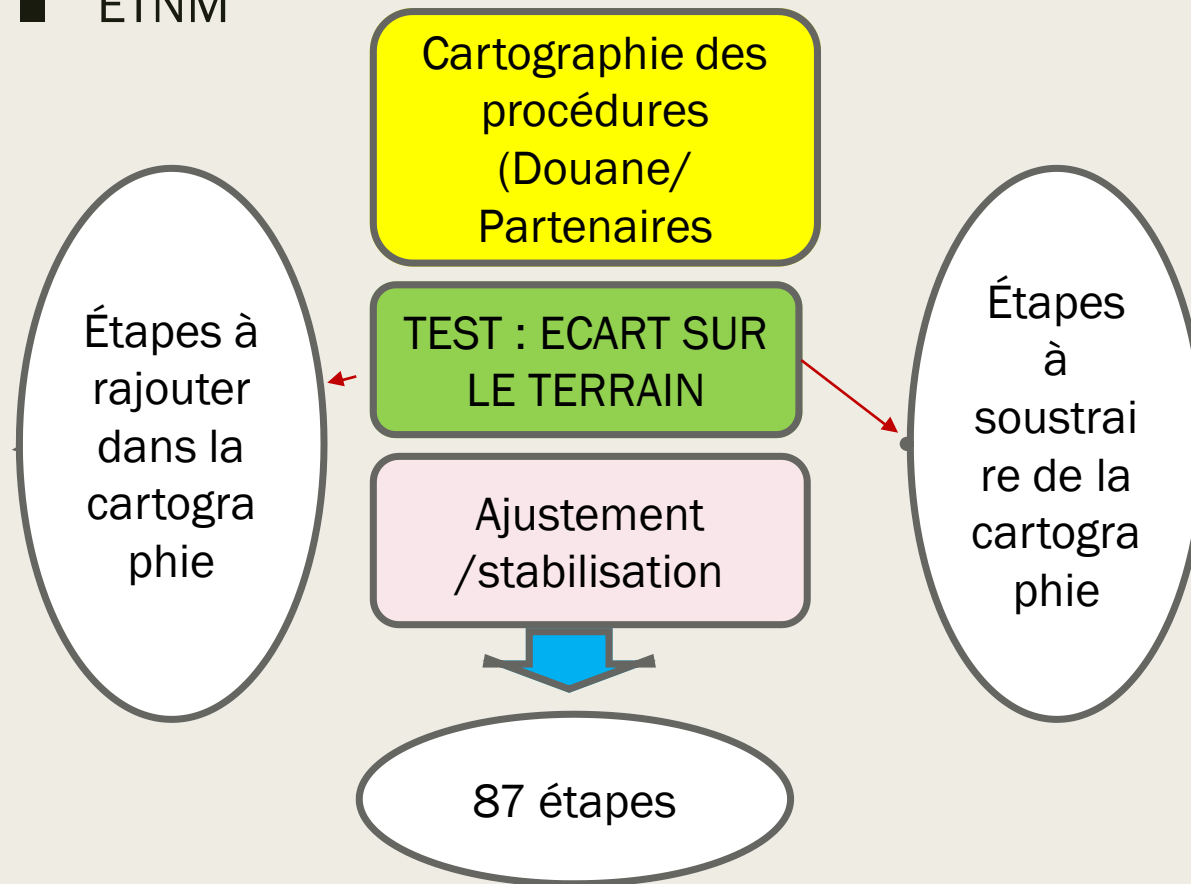 ETNM
Cartographie des
procédures
(Douane/
Partenaires
Étapes à
rajouter
dans la
cartogra
phie
TEST : ECART SUR
LE TERRAIN
Étapes
à
soustrai
re de la
cartogra
phie
Ajustement
/stabilisation
87 étapes